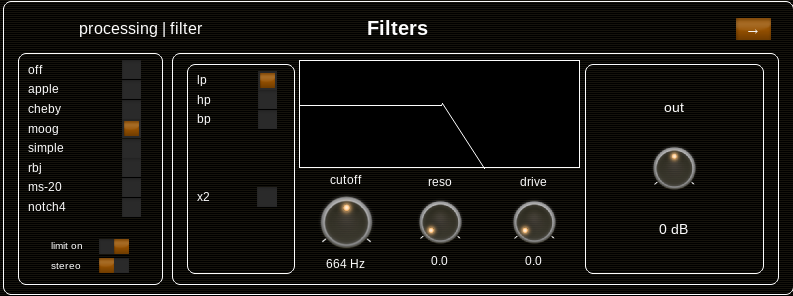 processing | filter
Filters
→
off
apple
cheby
moog
simple
rbj
ms-20
notch4
limit on
stereo
lp
hp
bp
x2
cutoff
reso
drive
664 Hz
0.0
0.0
out
0 dB